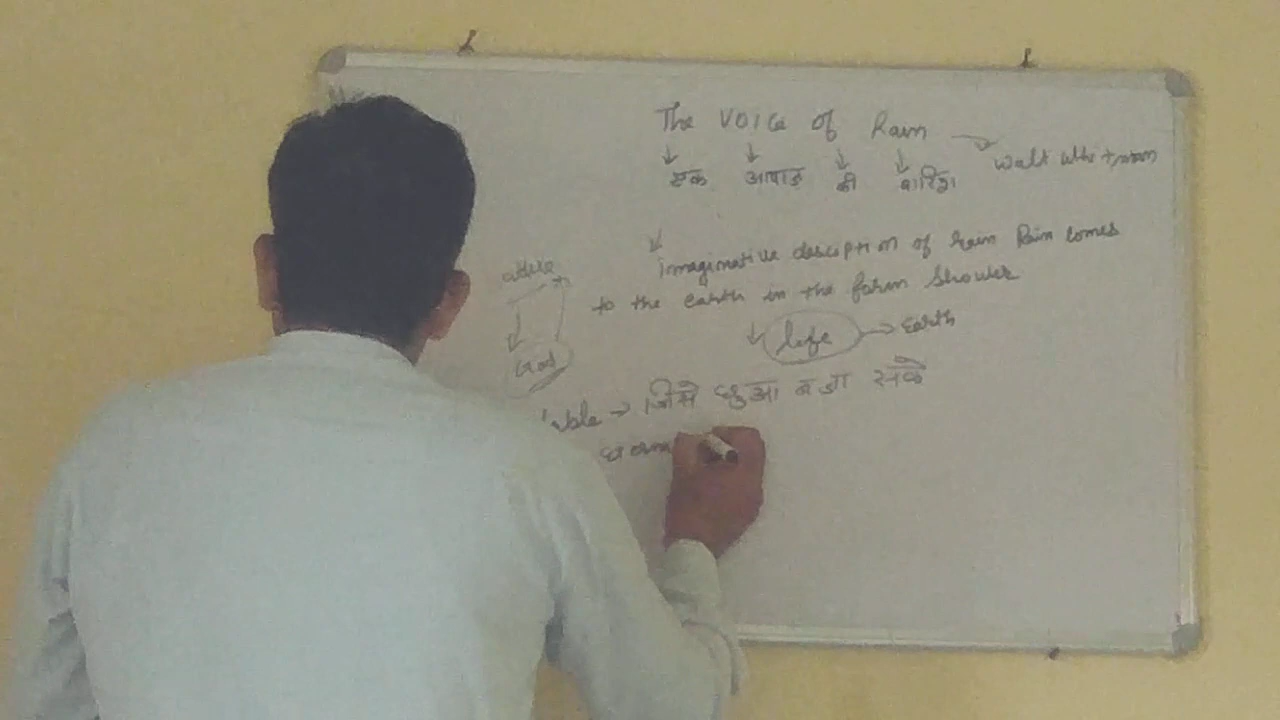 The VOICe of Rain → Walt whitman
↓ ↓ ↓ ↓
एक आवाज की बारिश
↓ imaginative desciption of Rain Rain Comes
to the earth in the form Shower
↓ life → Earth
God
जिसे छुआ ना जा सके